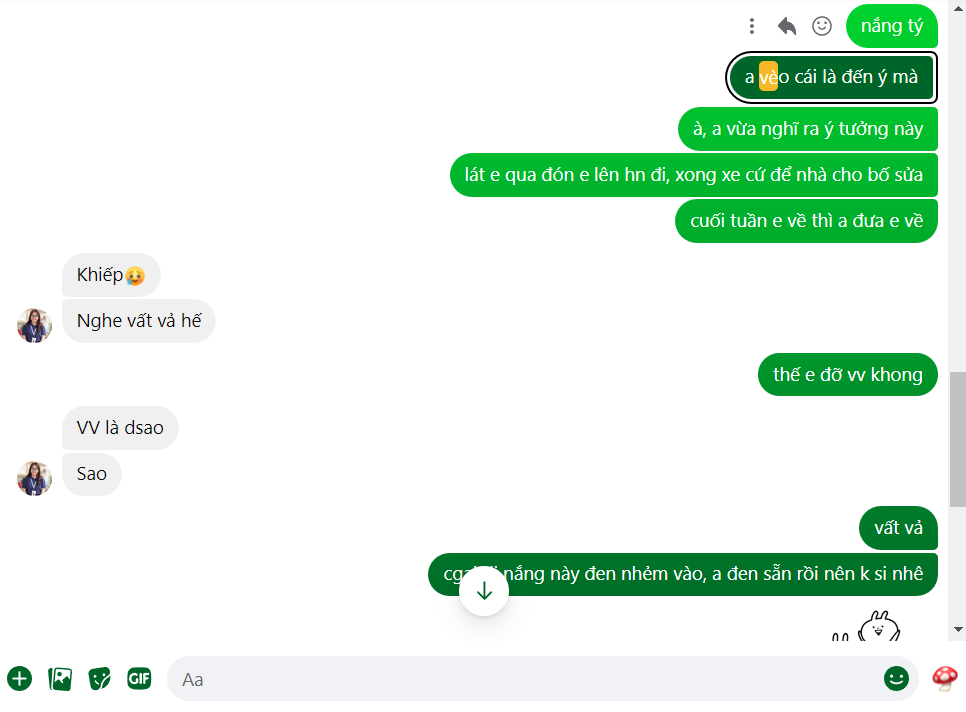 nắng tý
a vèo cái là đến ý mà
à, a vừa nghĩ ra ý tưởng này
lát e qua đón e lên hn đi, xong xe cứ để nhà cho bố sửa
cuối tuần e về thì a đưa e về
Khiếp
Nghe vất vả hế
thế e đỡ vv khong
VV là dsao
Sao
vất vả
nắng này đen nhẻm vào, a đen sẵn rồi nên k si nhê
GIF
Aa